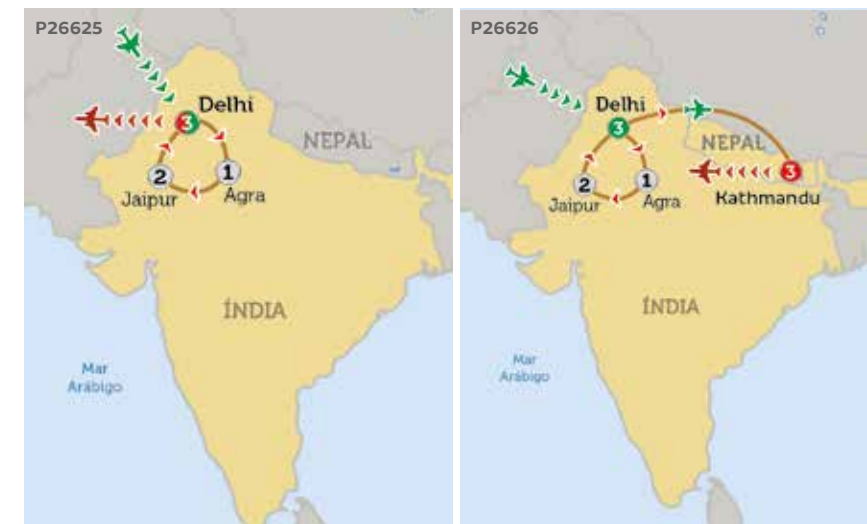 P26625
Delhi
3
NEPAL
2
1
Jaipur
Agra
ÍNDIA
Mar
Arábigo
P26626
Delhi
3
NEPAL
3
Kathmandu
2
1
Jaipur
Agra
ÍNDIA
Mar
Arábigo